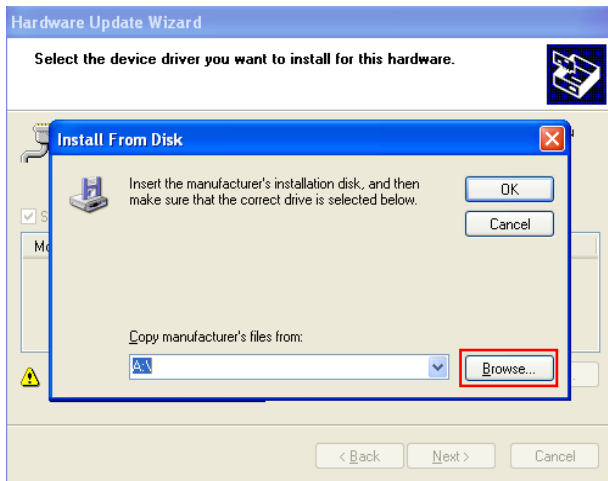 Hardware Update Wizard
Select the device driver you want to install for this hardware.
Install From Disk
Insert the manufacturer's installation disk, and then
make sure that the correct drive is selected below.
OK
Cancel
Copy manufacturer's files from:
A:\
Browse...
< Back
Next >
Cancel